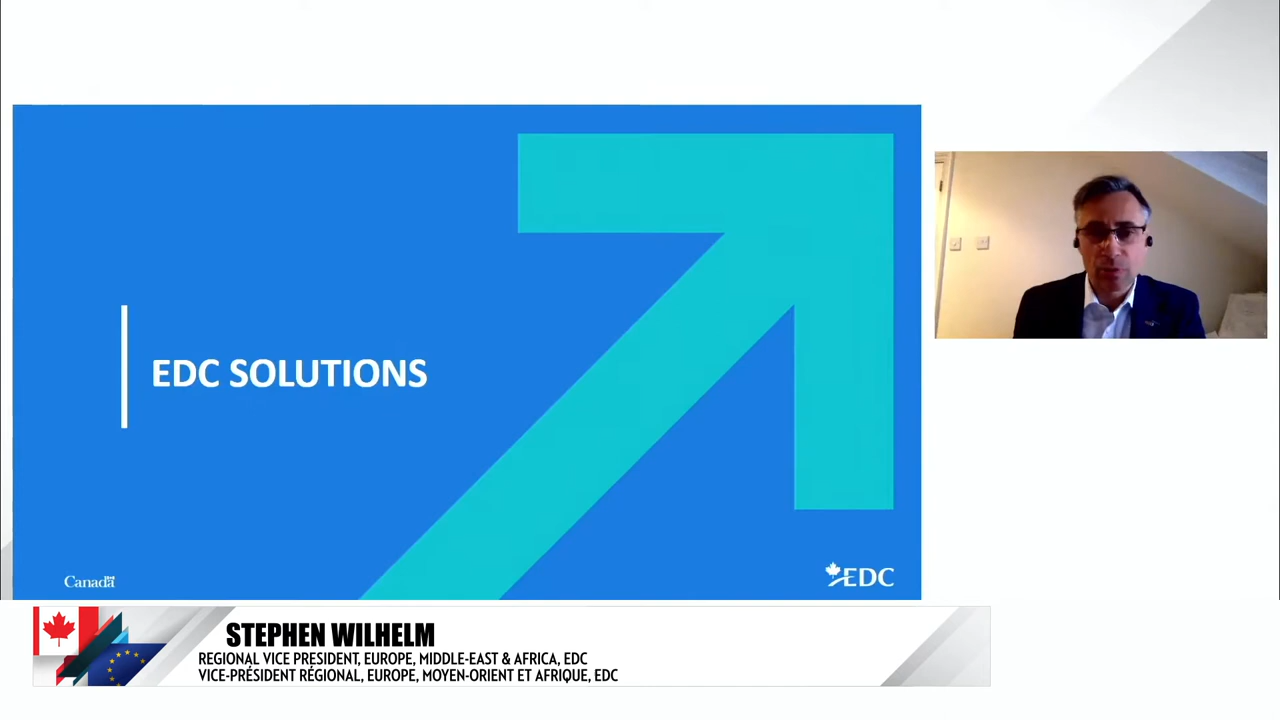 EDC SOLUTIONS
Canada
EDC
STEPHEN WILHELM
REGIONAL VICE PRESIDENT, EUROPE, MIDDLE-EAST & AFRICA, EDC
VICE-PRÉSIDENT RÉGIONAL, EUROPE, MOYEN-ORIENT ET AFRIQUE, EDC